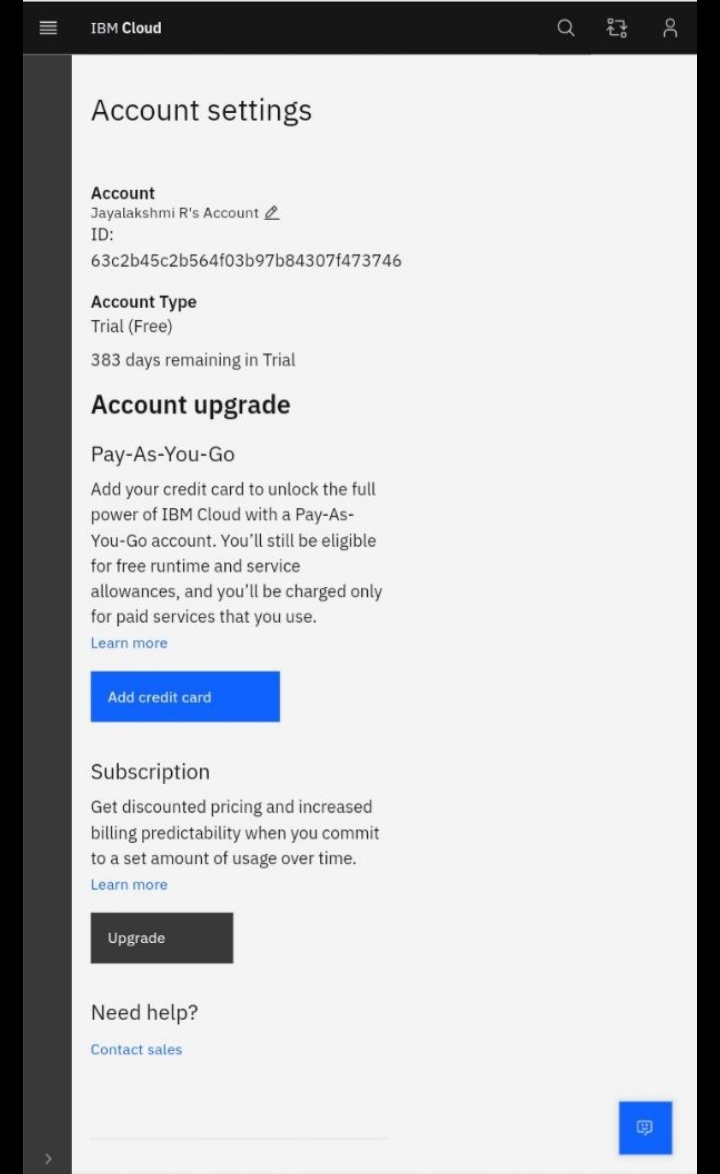 IBM Cloud
Account settings
Account
Jayalakshmi R's Account
ID:
63c2b45c2b564f03b97b84307f473746
Account Type
Trial (Free)
383 days remaining in Trial
Account upgrade
Pay-As-You-Go
Add your credit card to unlock the full
power of IBM Cloud with a Pay-As-
You-Go account. You’ll still be eligible
for free runtime and service
allowances, and you’ll be charged only
for paid services that you use.
Learn more
Add credit card
Subscription
Get discounted pricing and increased
billing predictability when you commit
to a set amount of usage over time.
Learn more
Upgrade
Need help?
Contact sales